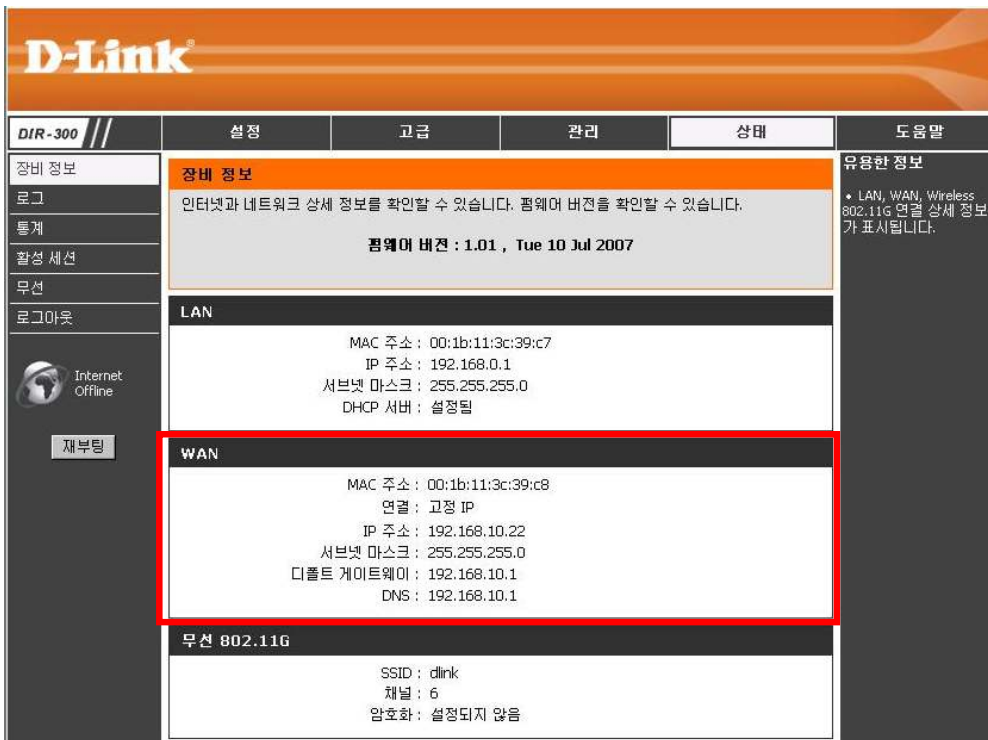 D-Link
DIR-300
설정
고급
관리
상태
도움말
장비 정보
로그
통계
활성 세션
무선
로그아웃
Internet
Offline
재부팅
장비 정보
인터넷과 네트워크 상세 정보를 확인할 수 있습니다. 펌웨어 버전을 확인할 수 있습니다.
펌웨어 버전 : 1.01 , Tue 10 Jul 2007
LAN
MAC 주소 : 00:1b:11:3c:39:c7
IP 주소 : 192.168.0.1
서브넷 마스크 : 255.255.255.0
DHCP 서버 : 설정됨
WAN
MAC 주소 : 00:1b:11:3c:39:c8
연결 : 고정 IP
IP 주소 : 192.168.10.22
서브넷 마스크 : 255.255.255.0
디폴트 게이트웨이 : 192.168.10.1
DNS : 192.168.10.1
무선 802.11G
SSID : dlink
채널 : 6
암호화 : 설정되지 않음
유용한 정보
• LAN, WAN, Wireless
802.11G 연결 상세 정보
가 표시됩니다.